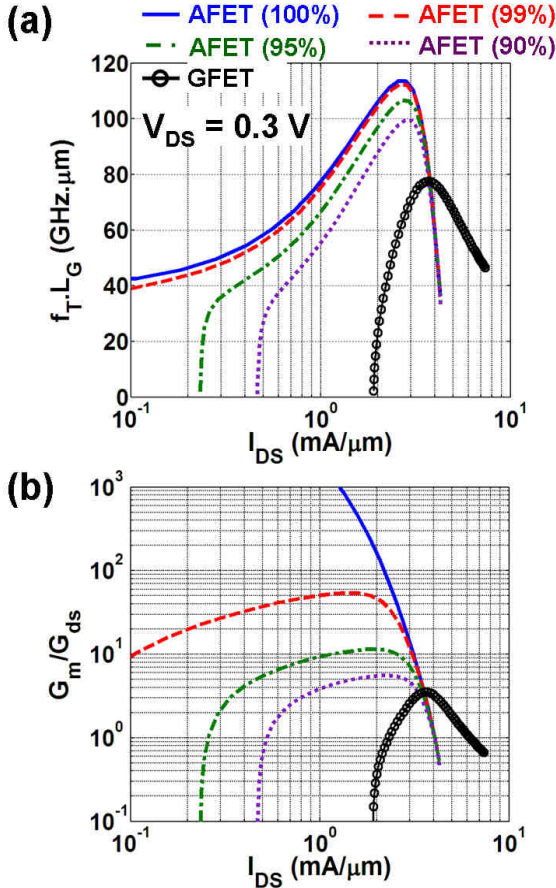 (a)
AFET (100%) AFET (99%)
AFET (95%) AFET (90%)
GFET
V_DS = 0.3 V
120
100
80
60
40
20
0
f_T.L_G (GHz.μm)
10^-1 10^0 10^1
I_DS (mA/μm)
(b)
10^3
10^2
10^1
10^0
10^-1
G_m/G_ds
10^-1 10^0 10^1
I_DS (mA/μm)